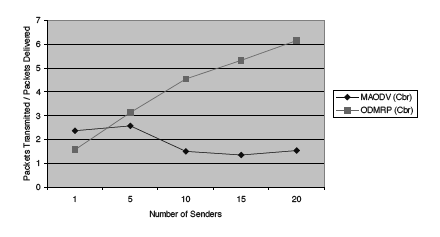 Packets Transmitted / Packets Delivered
7
6
5
4
3
2
1
0
1 5 10 15 20
Number of Senders
MAODV (Cbr)
ODMRP (Cbr)